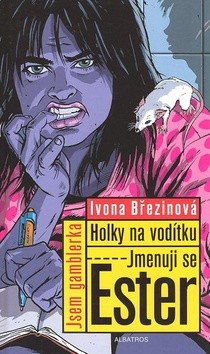 Jsem gamblerka
Ivona Březinová
Holky na vodítku
-----Jmenuji se
Ester
ALBATROS